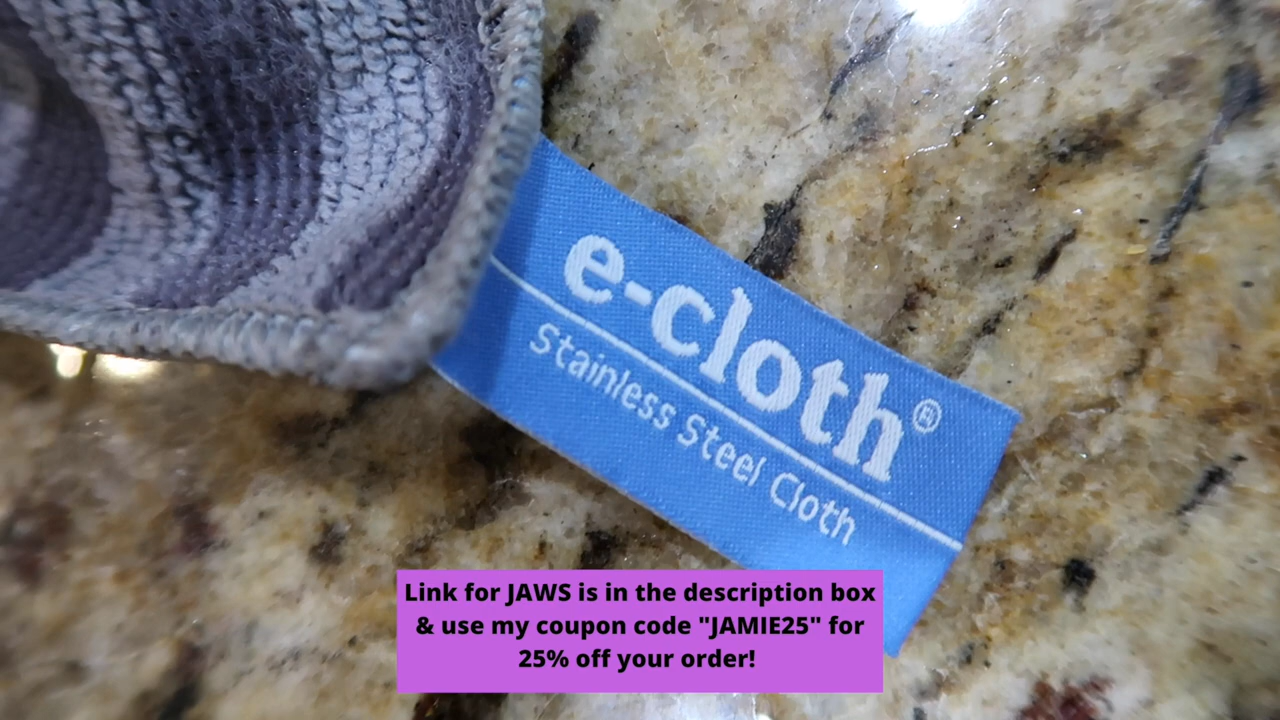 e-cloth®
Stainless Steel Cloth
Link for JAWS is in the description box
& use my coupon code "JAMIE25" for
25% off your order!